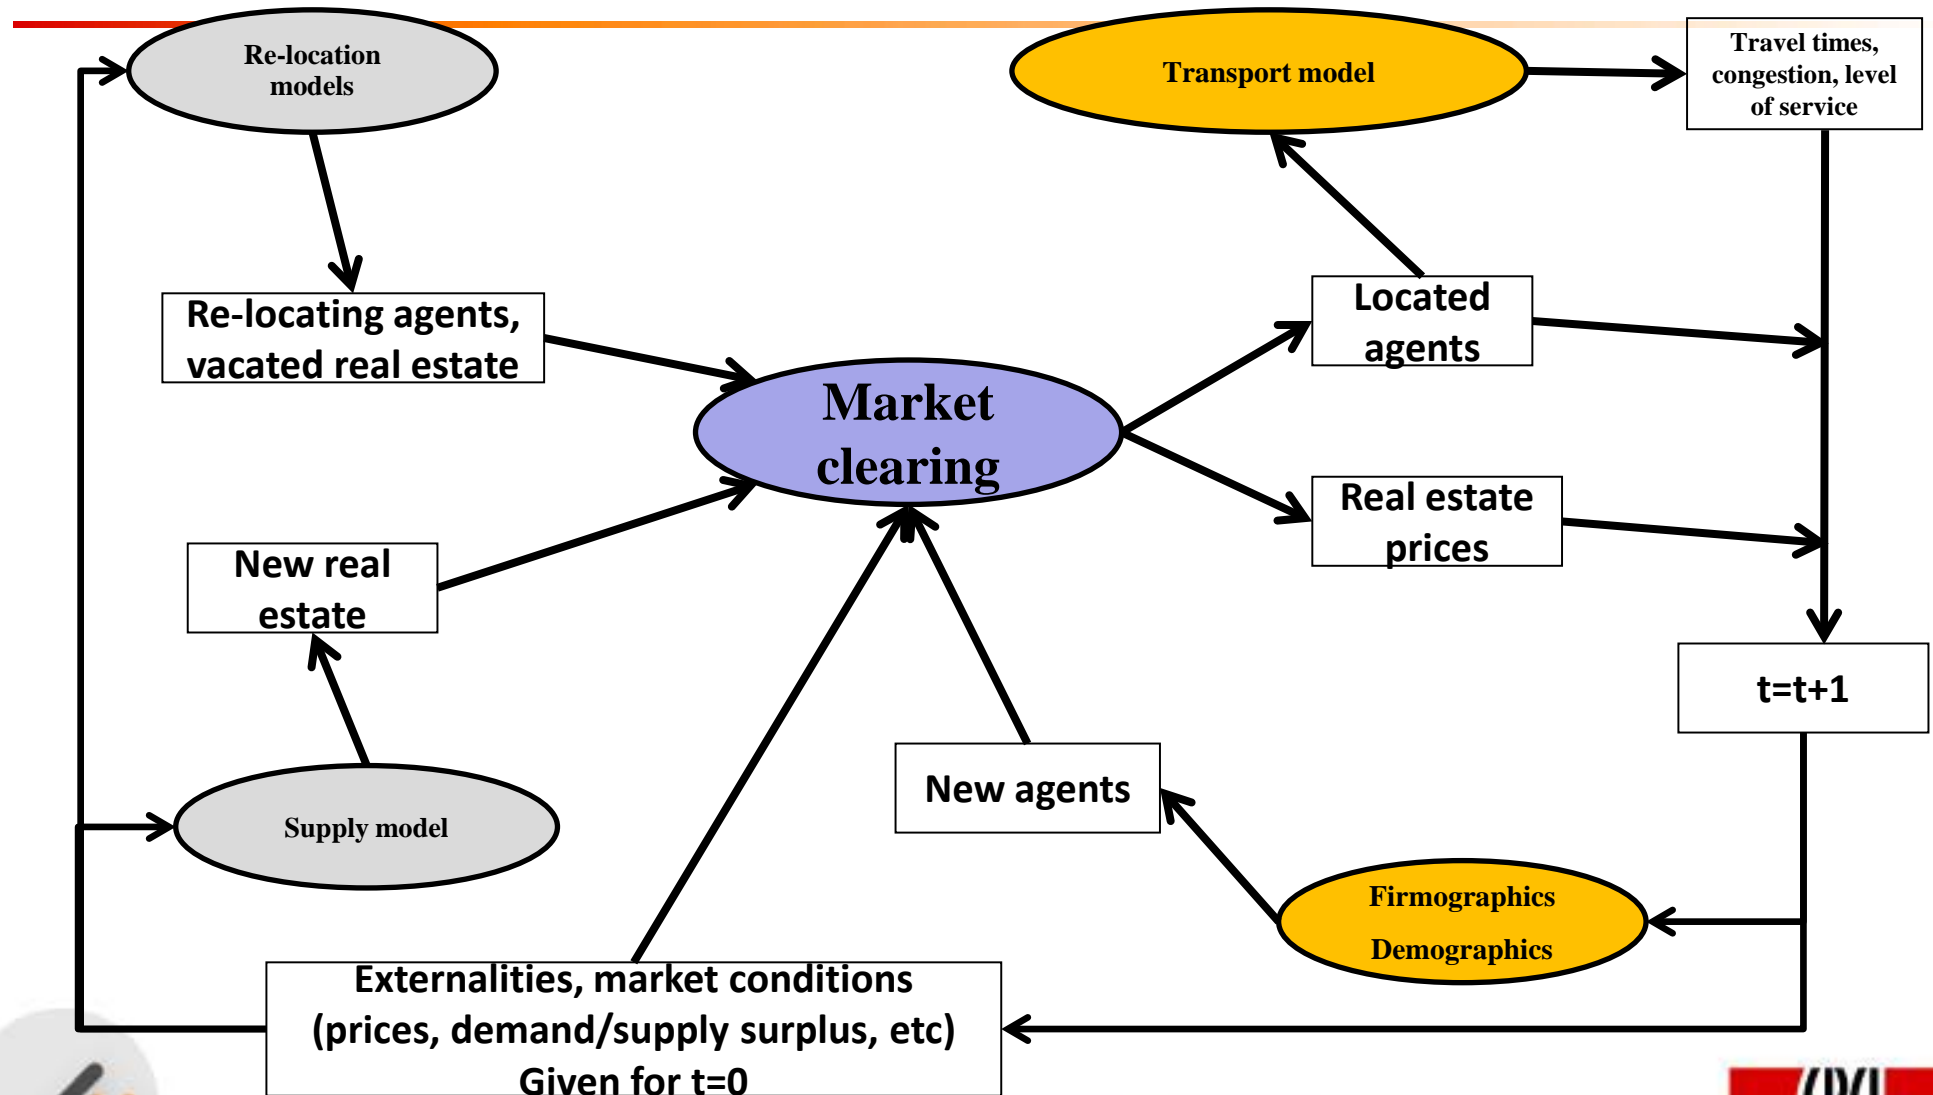 Re-location
models
Transport model
Travel times,
congestion, level
of service
Re-locating agents,
vacated real estate
Located
agents
Market
clearing
Real estate
prices
New real
estate
t=t+1
New agents
Supply model
Firmographics
Demographics
Externalities, market conditions
(prices, demand/supply surplus, etc)
Given for t=0